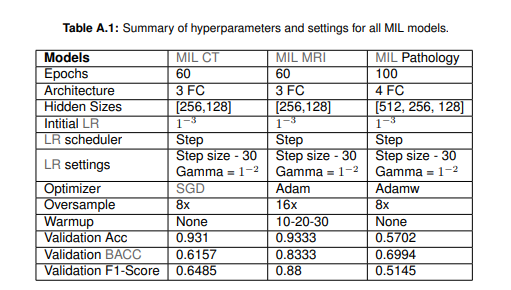 Table A.1: Summary of hyperparameters and settings for all MIL models.
Models MIL CT MIL MRI MIL Pathology
Epochs 60 60 100
Architecture 3 FC 3 FC 4 FC
Hidden Sizes [256,128] [256,128] [512, 256, 128]
Intitial LR 1⁻³ 1⁻³ 1⁻³
LR scheduler Step Step Step
LR settings Step size - 30 Step size - 30 Step size - 30
Gamma = 1⁻² Gamma = 1⁻² Gamma = 1⁻²
Optimizer SGD Adam Adamw
Oversample 8x 16x 8x
Warmup None 10-20-30 None
Validation Acc 0.931 0.9333 0.5702
Validation BACC 0.6157 0.8333 0.6994
Validation F1-Score 0.6485 0.88 0.5145